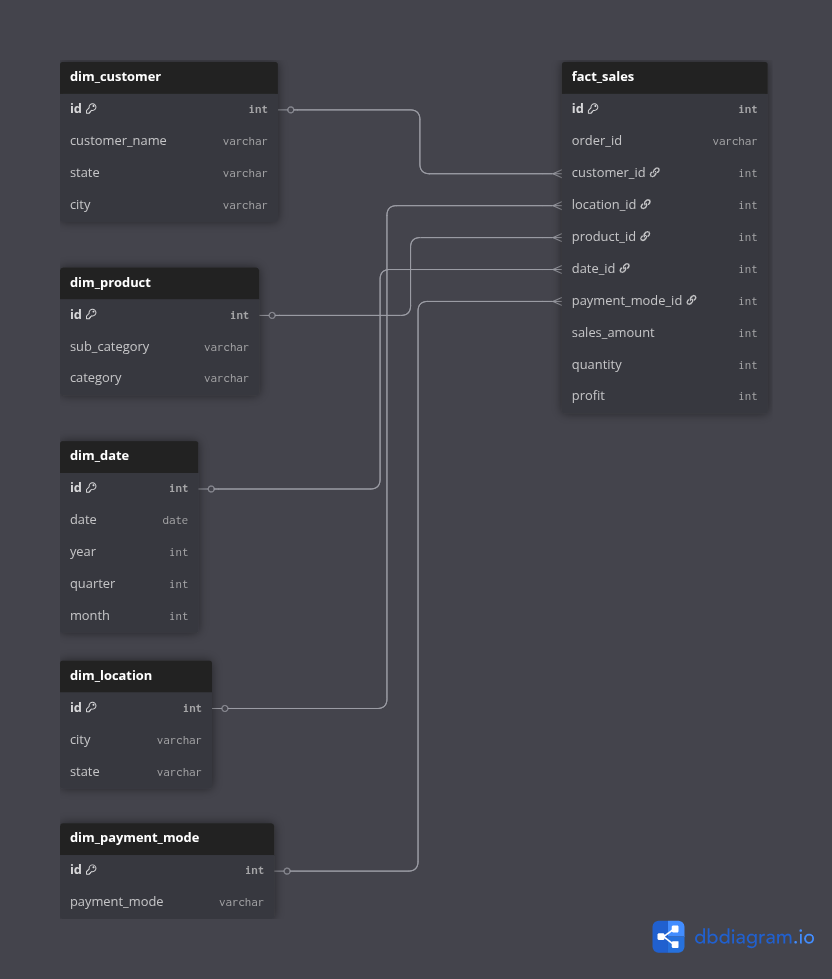 dim_customer
id int
customer_name varchar
state varchar
city varchar
dim_product
id int
sub_category varchar
category varchar
dim_date
id int
date date
year int
quarter int
month int
dim_location
id int
city varchar
state varchar
dim_payment_mode
id int
payment_mode varchar
fact_sales
id int
order_id varchar
customer_id int
location_id int
product_id int
date_id int
payment_mode_id int
sales_amount int
quantity int
profit int
dbdiagram.io